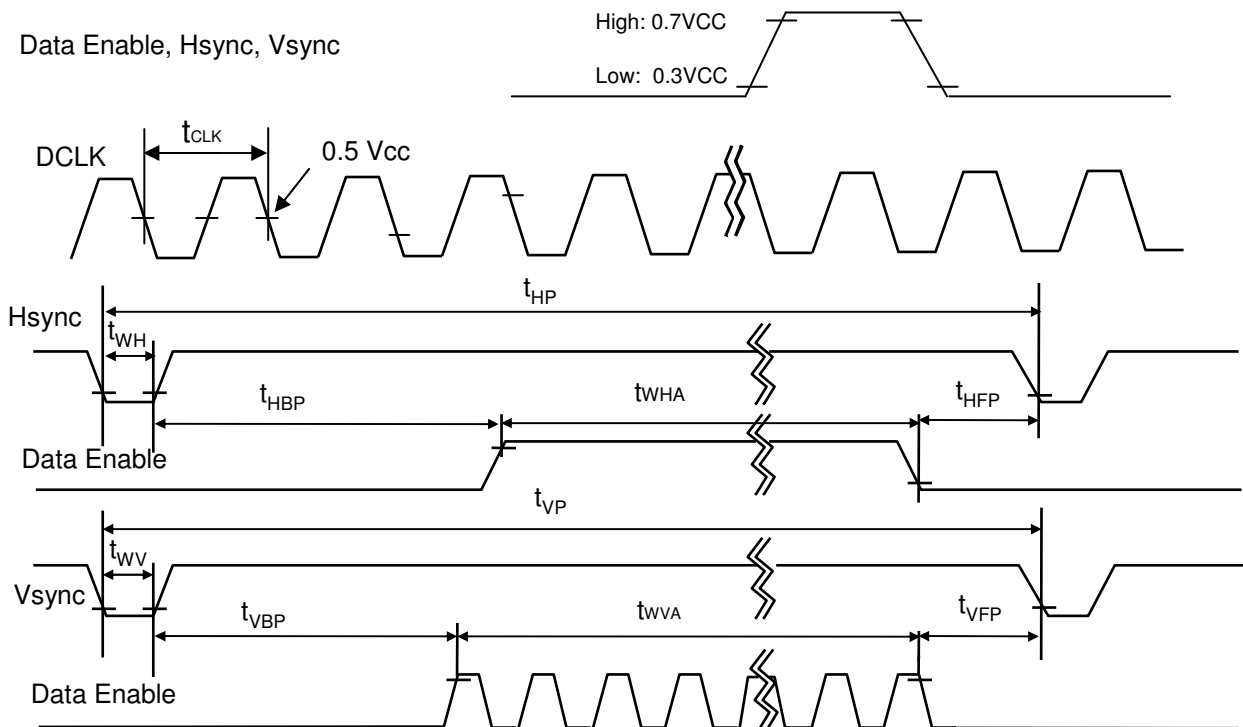 High: 0.7VCC
Data Enable, Hsync, Vsync
Low: 0.3VCC
tCLK
DCLK
0.5 Vcc
tHP
Hsync
tWH
tHBP
tWHA
tHFP
Data Enable
tVP
tWV
Vsync
tVBP
tWVA
tVFP
Data Enable